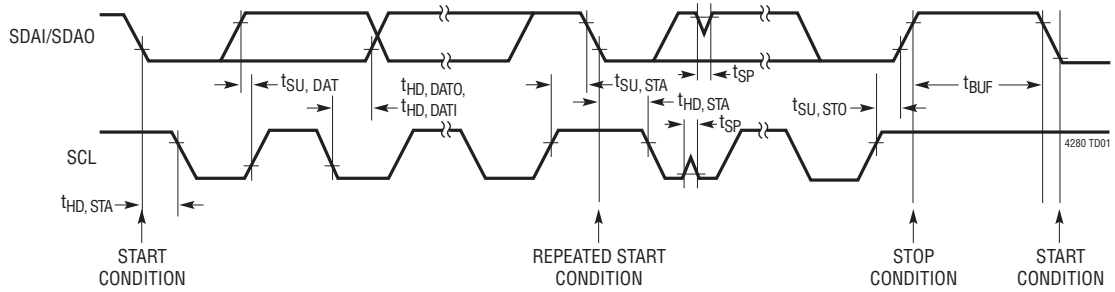 SDAI/SDAO
tSU, DAT
tHD, DATO,
tHD, DATI
tSU, STA
tHD, STA
tSP
tSP
tSU, STO
tBUF
SCL
4280 TD01
tHD, STA
START
CONDITION
REPEATED START
CONDITION
STOP
CONDITION
START
CONDITION